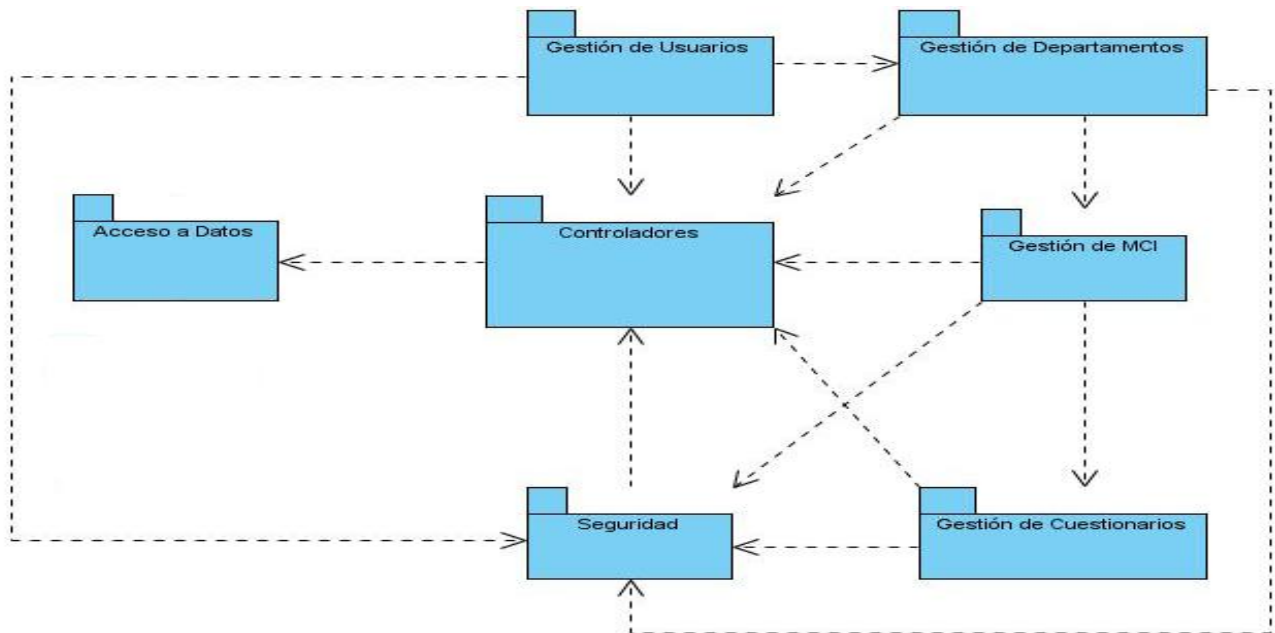 Gestión de Usuarios
Gestión de Departamentos
Acceso a Datos
Controladores
Gestión de MCI
Seguridad
Gestión de Cuestionarios